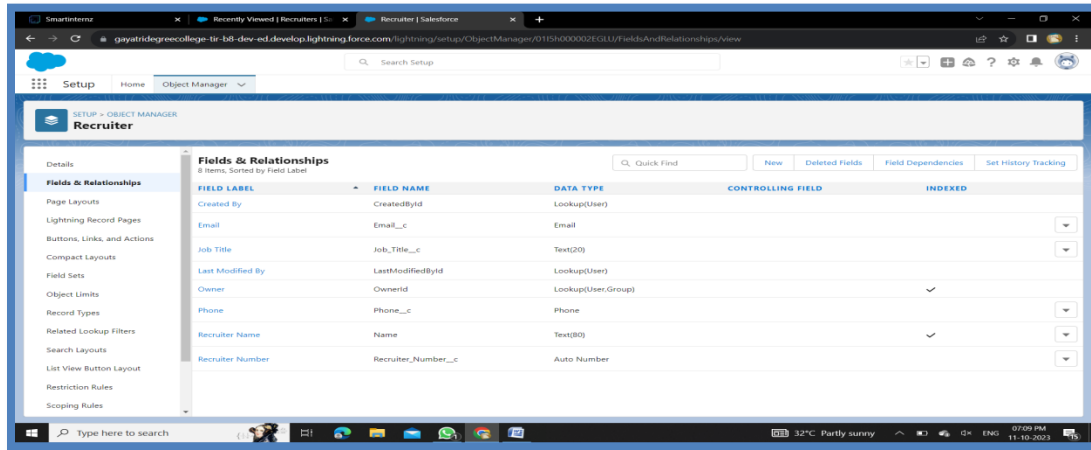 Smartinternz
Recently Viewed | Recruiters | Sa
Recruiter | Salesforce
gayatridegreecollege-tir-b8-dev-ed.develop.lightning.force.com/lightning/setup/ObjectManager/01I5h000002EGLU/FieldsAndRelationships/view
Search Setup
Setup Home Object Manager
SETUP > OBJECT MANAGER
Recruiter
Details
Fields & Relationships
Page Layouts
Lightning Record Pages
Buttons, Links, and Actions
Compact Layouts
Field Sets
Object Limits
Record Types
Related Lookup Filters
Search Layouts
List View Button Layout
Restriction Rules
Scoping Rules
Fields & Relationships
8 Items, Sorted by Field Label
Quick Find New Deleted Fields Field Dependencies Set History Tracking
FIELD LABEL FIELD NAME DATA TYPE CONTROLLING FIELD INDEXED
Created By CreatedById Lookup(User)
Email Email__c Email
Job Title Job_Title__c Text(20)
Last Modified By LastModifiedById Lookup(User)
Owner OwnerId Lookup(User,Group)
Phone Phone__c Phone
Recruiter Name Name Text(80)
Recruiter Number Recruiter_Number__c Auto Number
Type here to search
32°C Partly sunny ENG
07:09 PM
11-10-2023
15